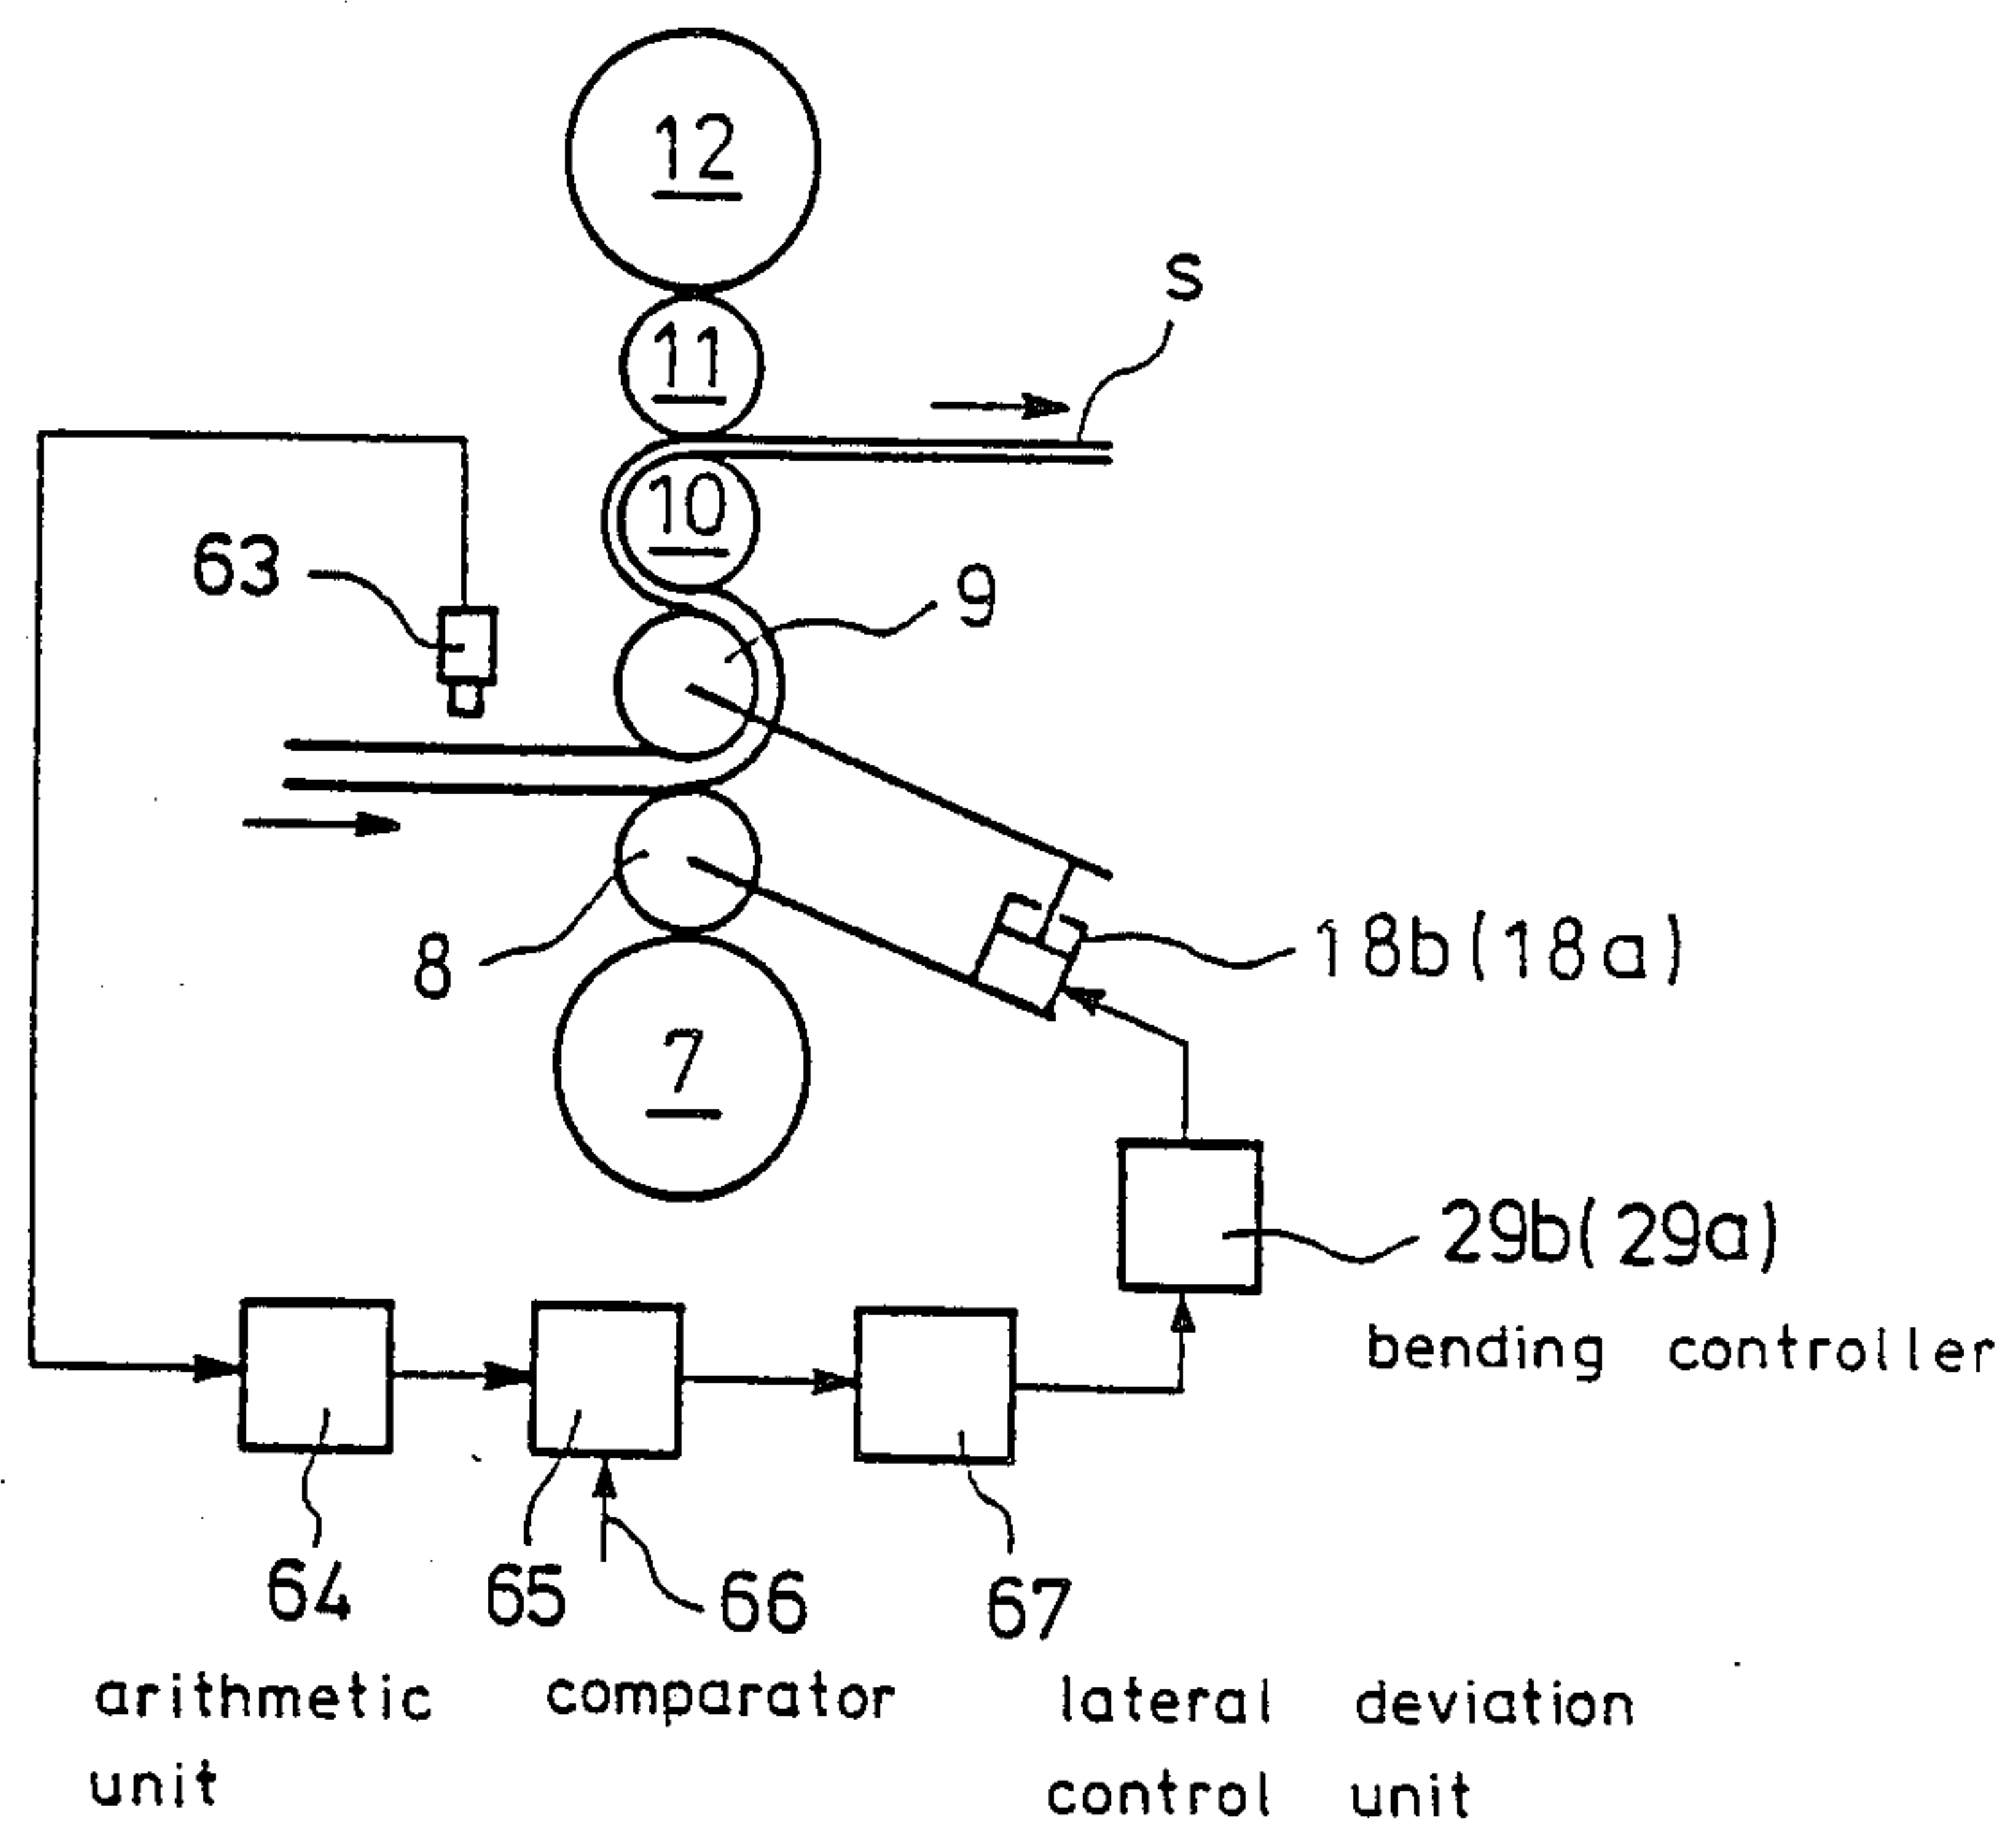 12
S
11
10
63
9
18b(18a)
8
7
29b(29a)
bending controller
64
65
66
67
arithmetic
unit
comparator
lateral deviation
control unit